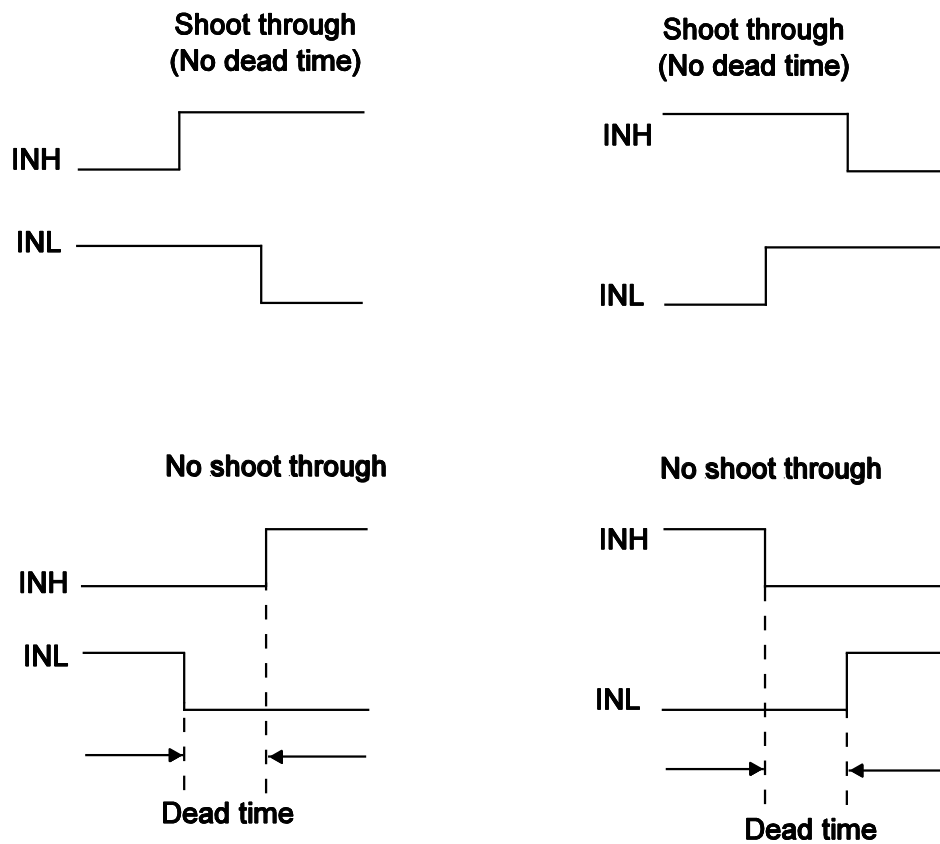 Shoot through
(No dead time)
INH
INL
Shoot through
(No dead time)
INH
INL
No shoot through
INH
INL
Dead time
No shoot through
INH
INL
Dead time